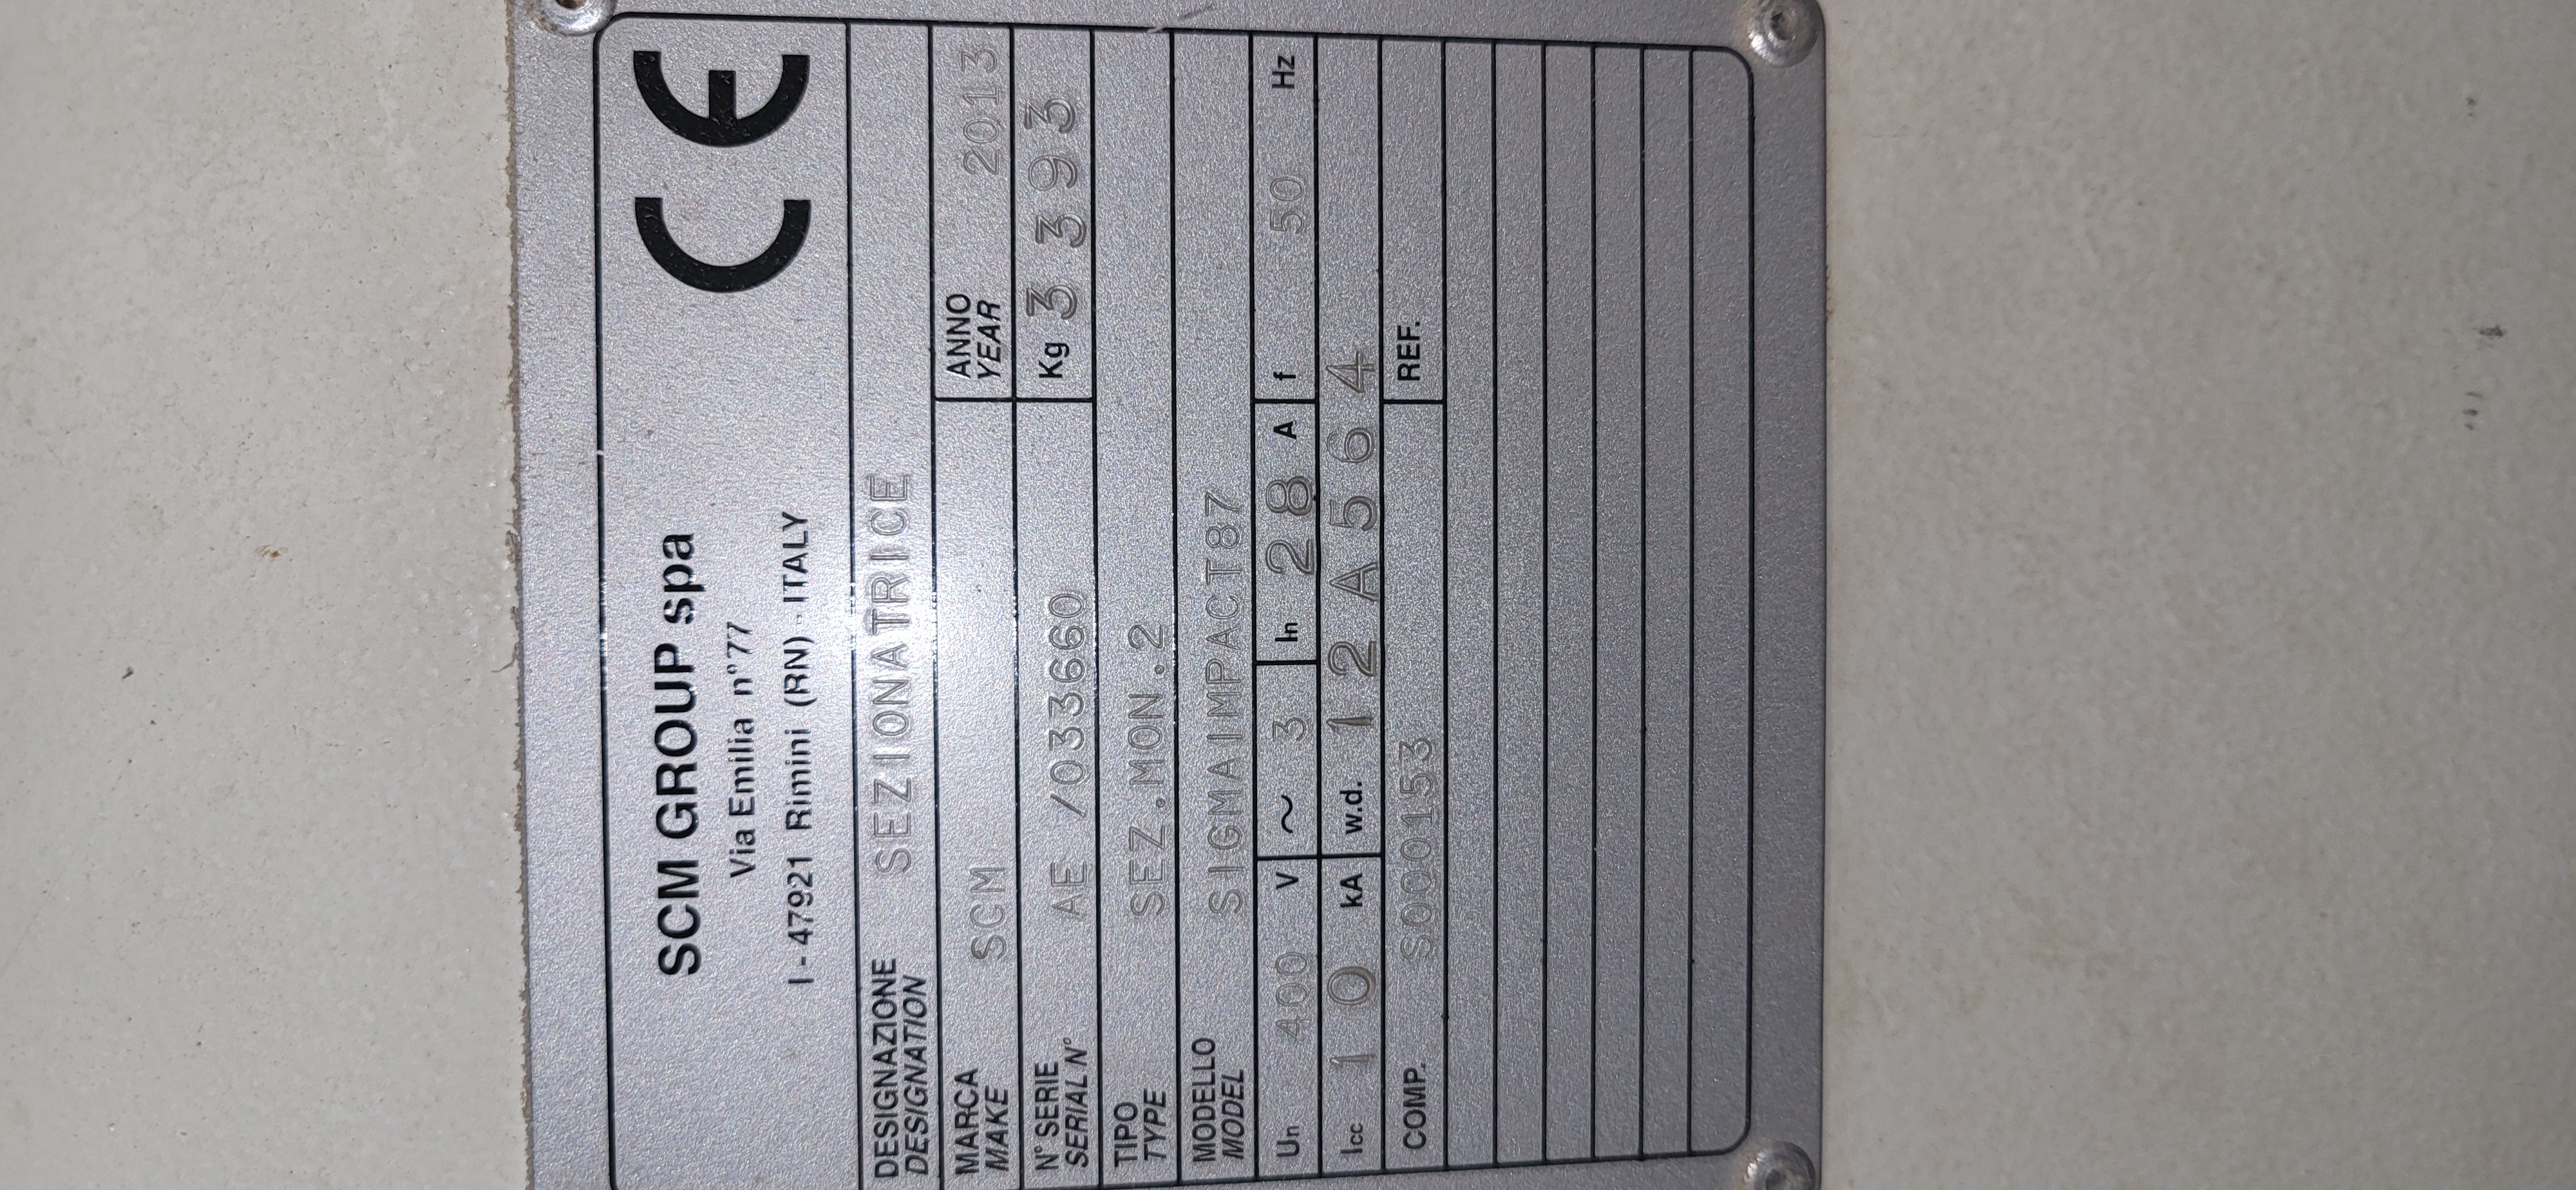 SCM GROUP spa
Via Emilia n°77
I - 47921 Rimini (RN) - ITALY
CE
DESIGNAZIONE
DESIGNATION
SEZIONATRICE
MARCA
MAKE
SCM
ANNO
YEAR
2013
N° SERIE
SERIAL N°
AE /033660
Kg 3393
TIPO
TYPE
SEZ.MON.2
MODELLO
MODEL
SIGMAIMPACT87
Un 400 V ~ 3 In 28 A f 50 Hz
Icc 10 kA w.d. 12A564
COMP. S000153 REF.